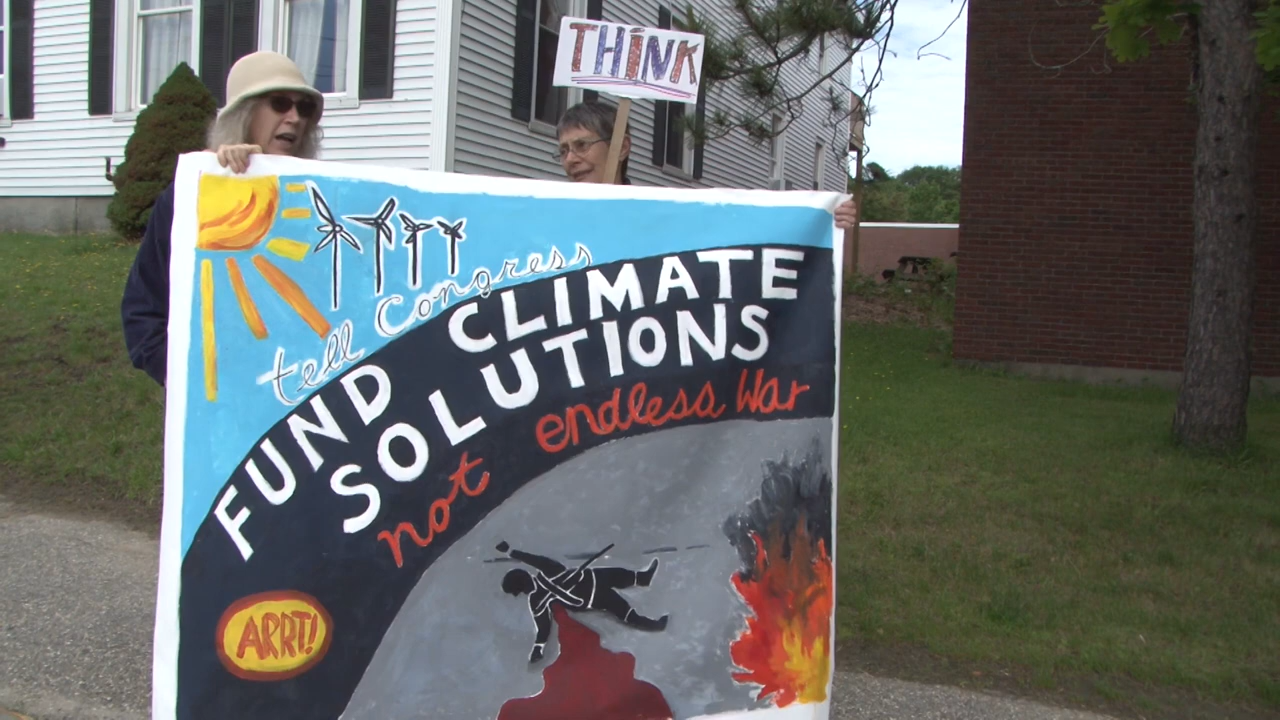 THINK
tell Congress
FUND CLIMATE
SOLUTIONS
not endless War
ARRT!